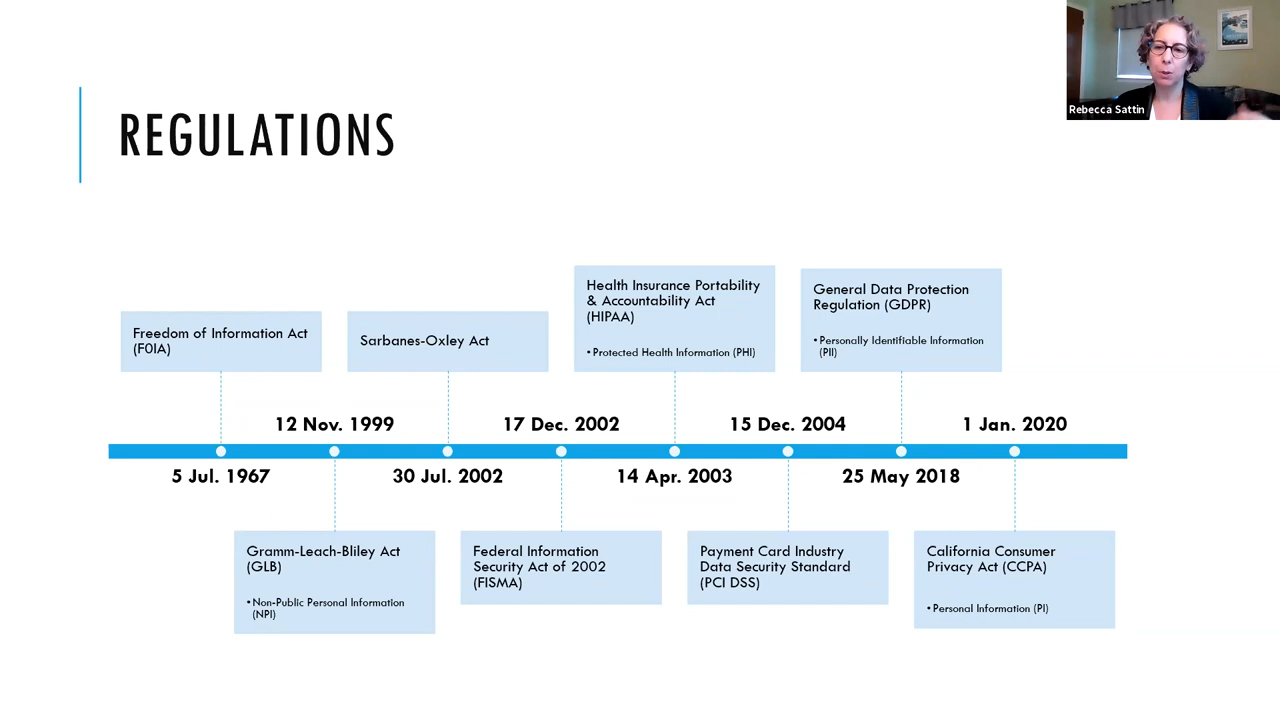 Rebecca Sattin
REGULATIONS
Freedom of Information Act
(FOIA)
Sarbanes-Oxley Act
Health Insurance Portability
& Accountability Act
(HIPAA)
• Protected Health Information (PHI)
General Data Protection
Regulation (GDPR)
• Personally Identifiable Information
(PII)
12 Nov. 1999
17 Dec. 2002
15 Dec. 2004
1 Jan. 2020
5 Jul. 1967
30 Jul. 2002
14 Apr. 2003
25 May 2018
Gramm-Leach-Bliley Act
(GLB)
• Non-Public Personal Information
(NPI)
Federal Information
Security Act of 2002
(FISMA)
Payment Card Industry
Data Security Standard
(PCI DSS)
California Consumer
Privacy Act (CCPA)
• Personal Information (PI)